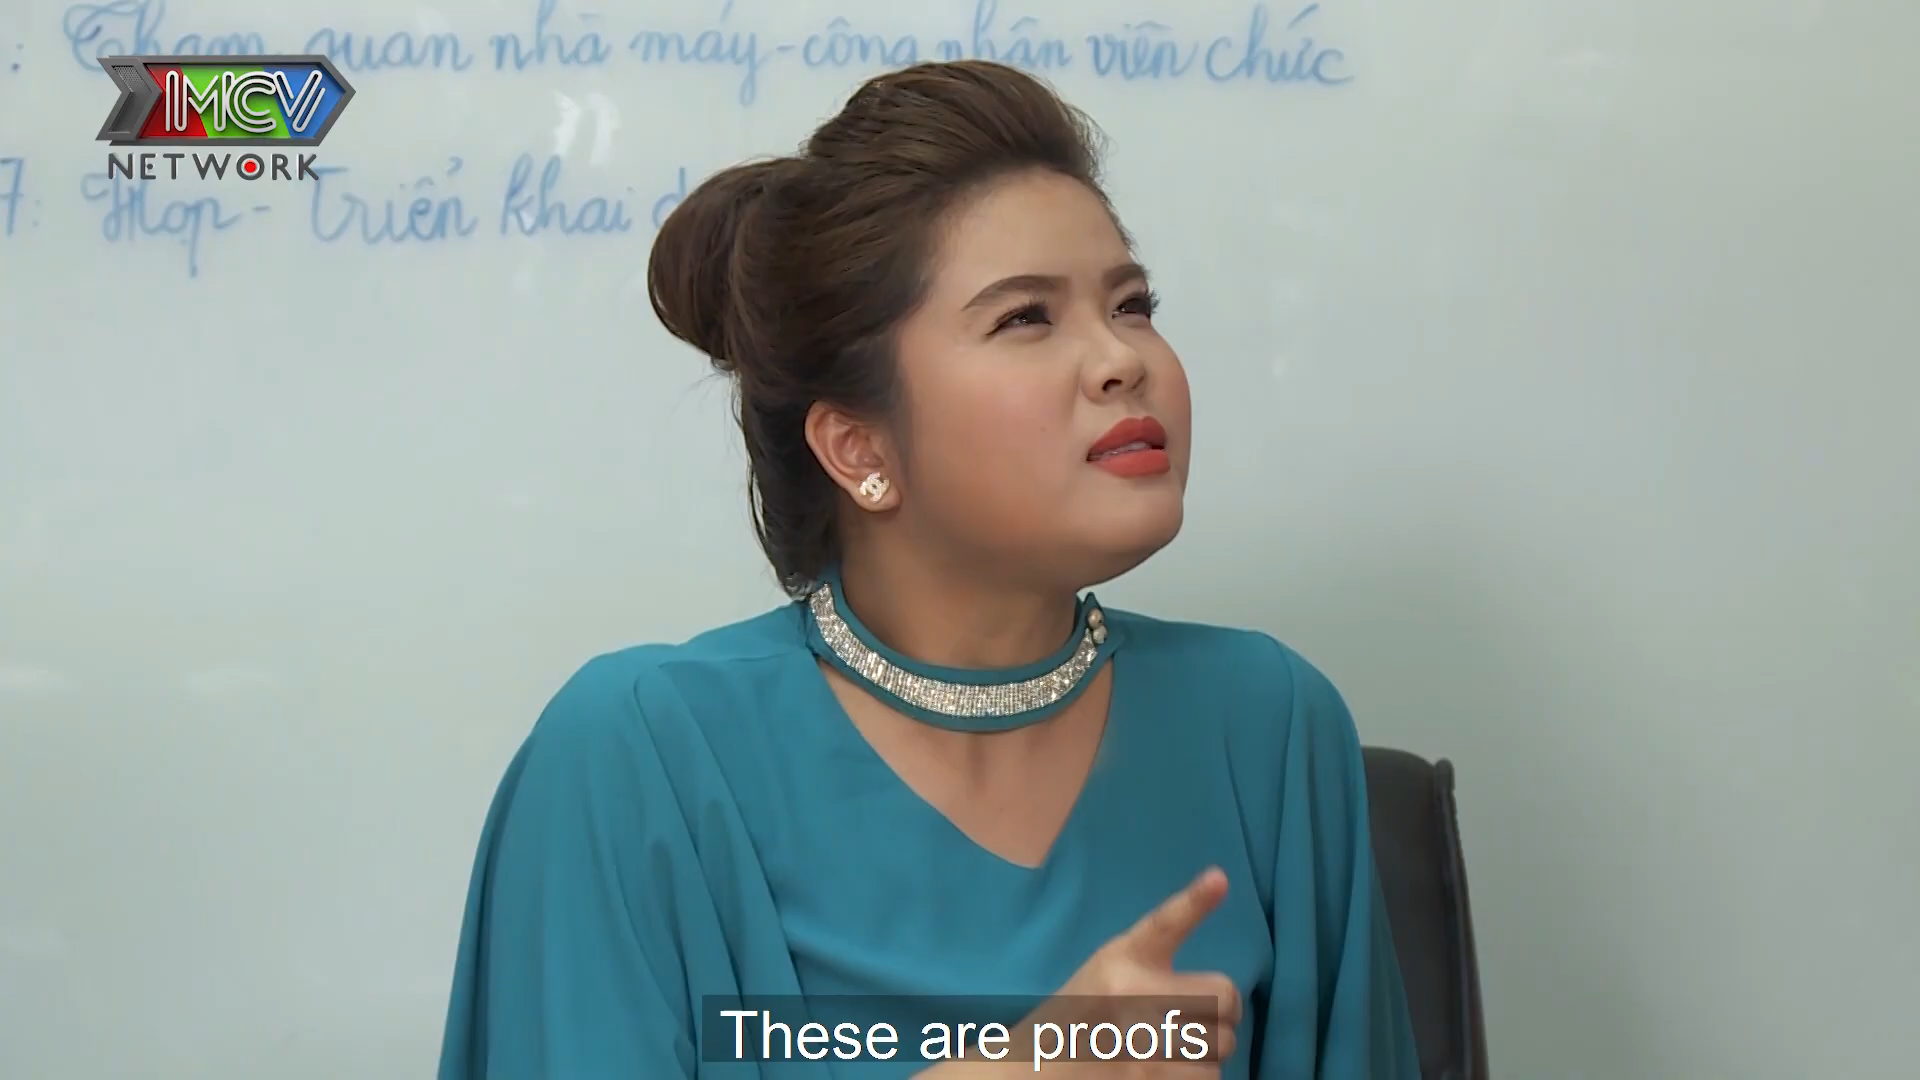 : Tham quan nhà máy - công nhân viên chức
MCV
NETWORK
7: Họp - Triển khai
These are proofs